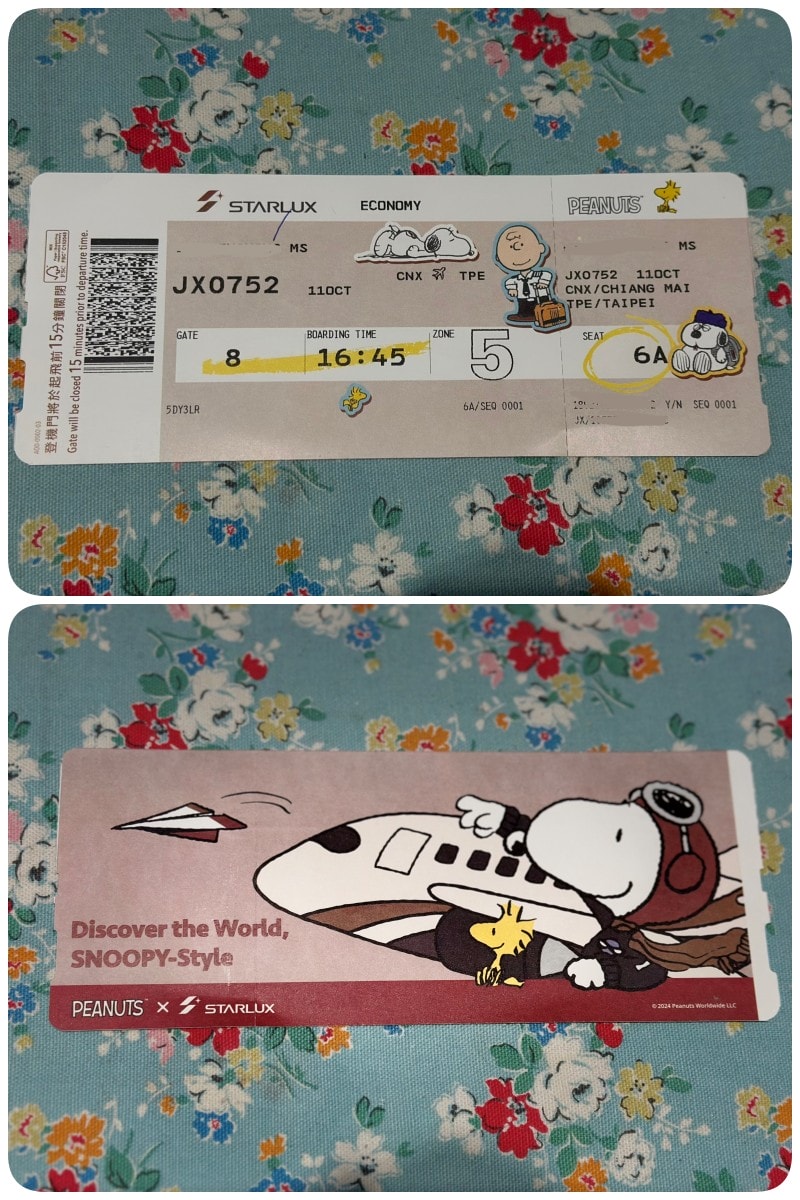 STARLUX
ECONOMY
PEANUTS
MS
MS
CNX TPE
JX0752 11OCT
JX0752 11OCT
CNX/CHIANG MAI
TPE/TAIPEI
GATE
BOARDING TIME
ZONE
SEAT
8
16:45
5
6A
5DY3LR
6A/SEQ 0001
Y/N SEQ 0001
登機門將於起飛前15分鐘關閉
Gate will be closed 15 minutes prior to departure time.
Discover the World,
SNOOPY-Style
PEANUTS × STARLUX
© 2024 Peanuts Worldwide LLC